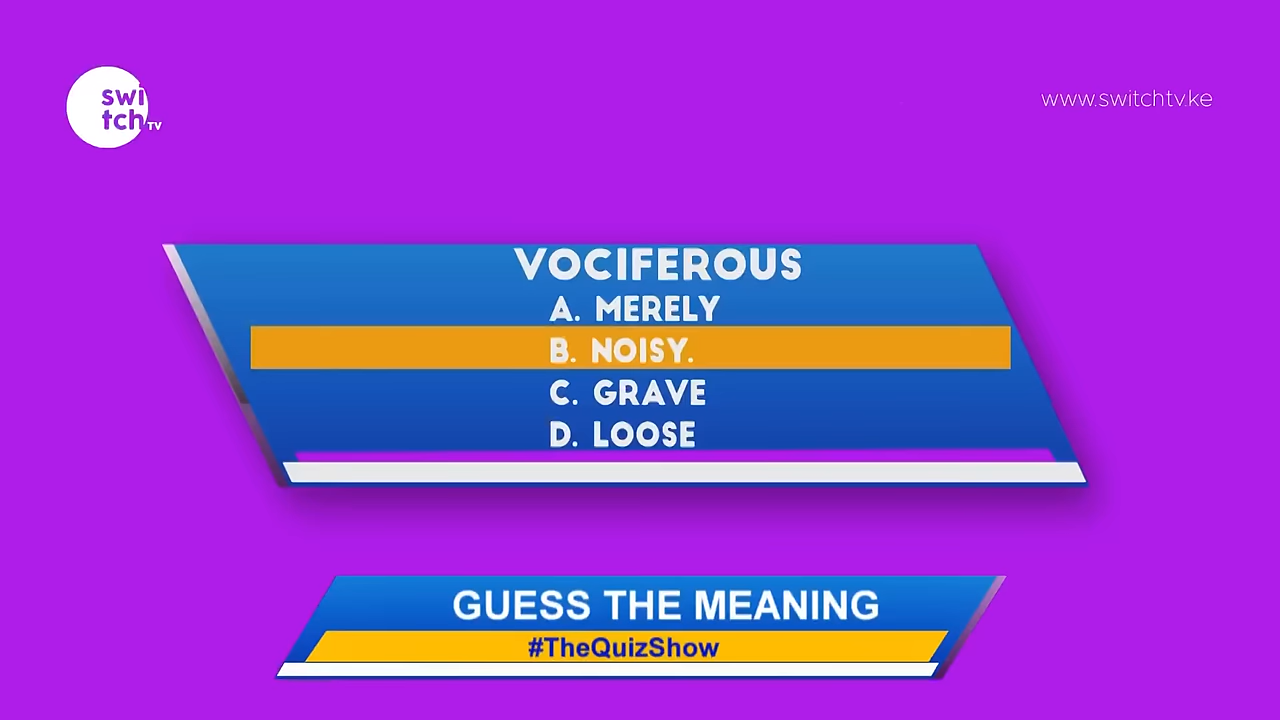 swi
tch TV
www.switchtv.ke
VOCIFEROUS
A. MERELY
B. NOISY.
C. GRAVE
D. LOOSE
GUESS THE MEANING
#TheQuizShow